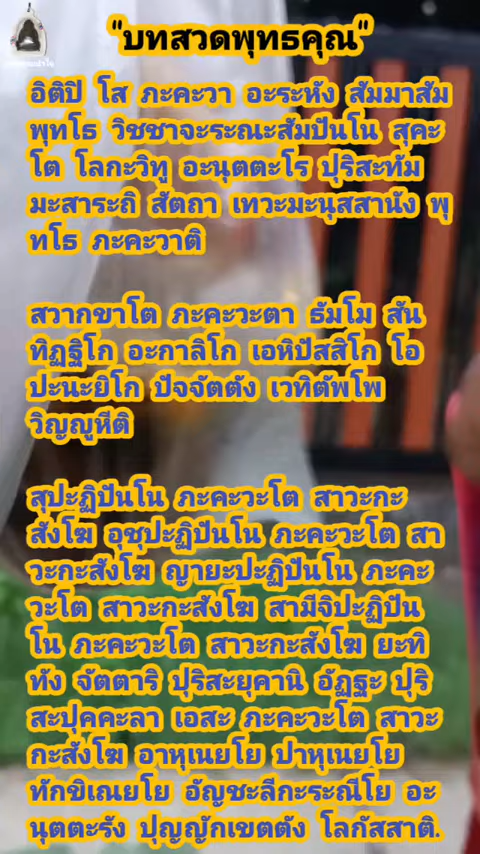 "บทสวดพุทธคุณ"
อิติปิ โส ภะคะวา อะระหัง สัมมาสัม
พุทโธ วิชชาจะระณะสัมปันโน สุคะ
โต โลกะวิทู อะนุตตะโร ปุริสะทัม
มะสาระถิ สัตถา เทวะมะนุสสานัง พุ
ทโธ ภะคะวาติ
สวากขาโต ภะคะวะตา ธัมโม สัน
ทิฏฐิโก อะกาลิโก เอหิปัสสิโก โอ
ปะนะยิโก ปัจจัตตัง เวทิตัพโพ
วิญญูหีติ
สุปะฏิปันโน ภะคะวะโต สาวะกะ
สังโฆ อุชุปะฏิปันโน ภะคะวะโต สา
วะกะสังโฆ ญายะปะฏิปันโน ภะคะ
วะโต สาวะกะสังโฆ สามีจิปะฏิปัน
โน ภะคะวะโต สาวะกะสังโฆ ยะทิ
ทัง จัตตาริ ปุริสะยุคานิ อัฏฐะ ปุริ
สะปุคคะลา เอสะ ภะคะวะโต สาวะ
กะสังโฆ อาหุเนยโย ปาหุเนยโย
ทักขิเณยโย อัญชะลีกะระณีโย อะ
นุตตะรัง ปุญญักเขตตัง โลกัสสาติ.